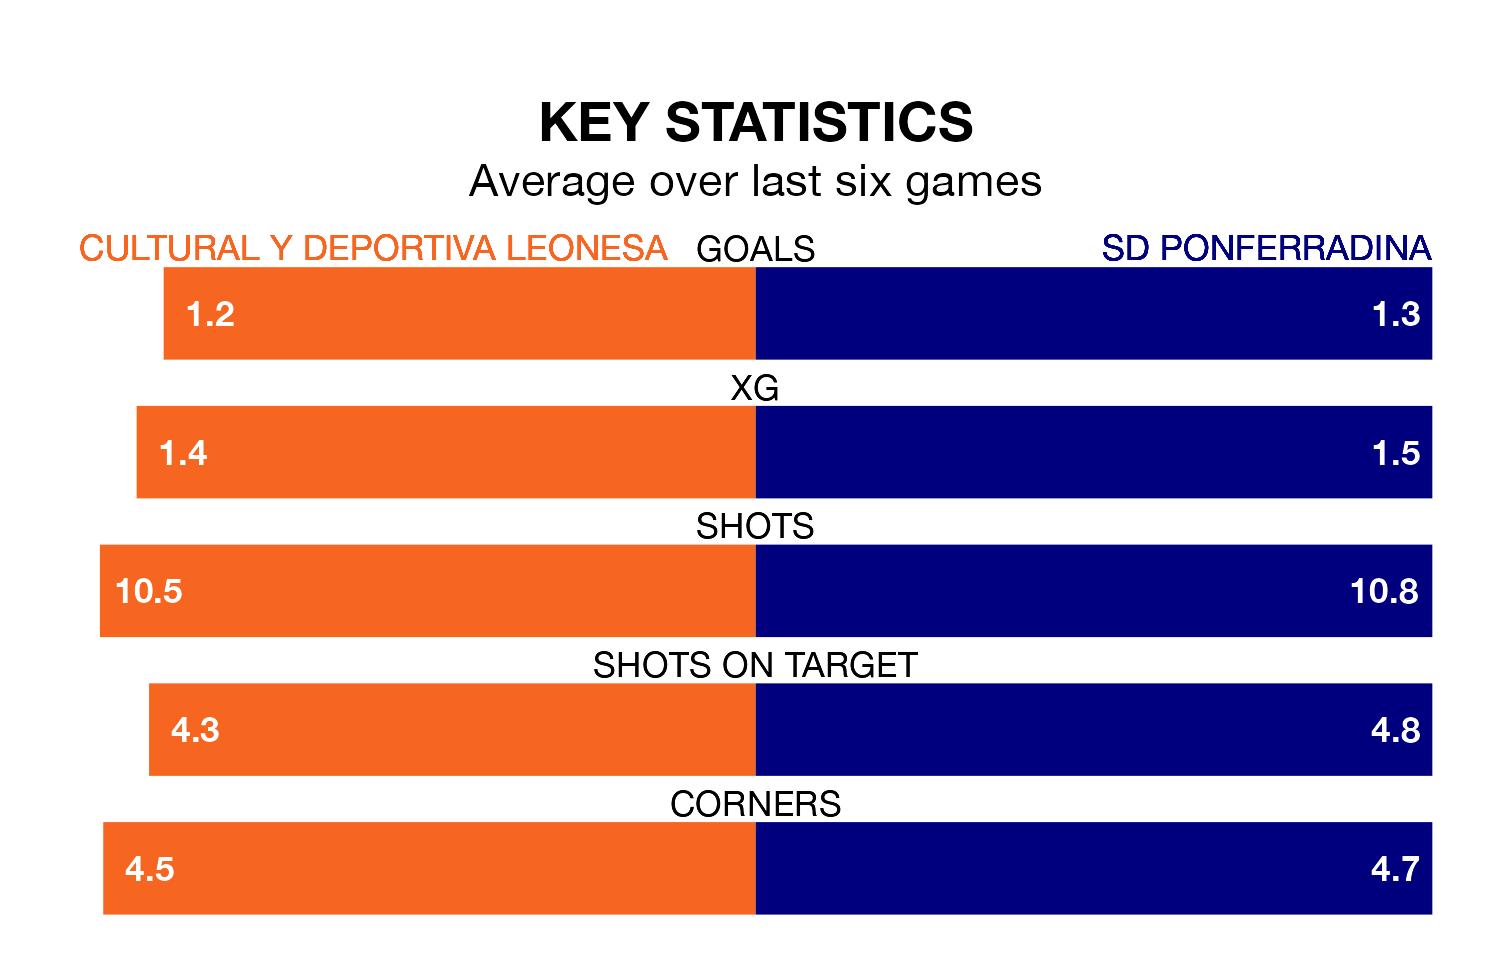 KEY STATISTICS
Average over last six games
CULTURAL Y DEPORTIVA LEONESA GOALS SD PONFERRADINA
1.2 1.3
XG
1.4 1.5
SHOTS
10.5 10.8
SHOTS ON TARGET
4.3 4.8
CORNERS
4.5 4.7